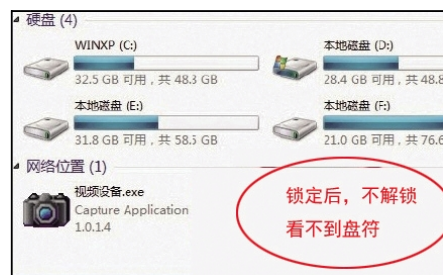 硬盘 (4)
WINXP (C:)
32.5 GB 可用，共 48.3 GB
本地磁盘 (D:)
28.4 GB 可用，共 48.8
本地磁盘 (E:)
31.8 GB 可用，共 58.5 GB
本地磁盘 (F:)
21.0 GB 可用，共 76.6
网络位置 (1)
视频设备.exe
Capture Application
1.0.1.4
锁定后，不解锁
看不到盘符